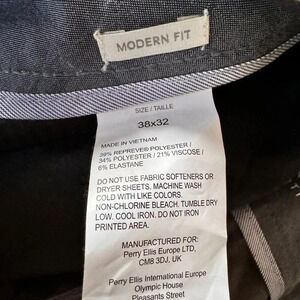 MODERN FIT
SIZE / TAILLE
38x32
MADE IN VIETNAM
39% REPREVE® POLYESTER /
34% POLYESTER / 21% VISCOSE /
6% ELASTANE
DO NOT USE FABRIC SOFTENERS OR
DRYER SHEETS. MACHINE WASH
COLD WITH LIKE COLORS.
NON-CHLORINE BLEACH. TUMBLE DRY
LOW. COOL IRON. DO NOT IRON
PRINTED AREA.
MANUFACTURED FOR:
Perry Ellis Europe LTD,
CM8 3DJ, UK
Perry Ellis International Europe
Olympic House
Pleasants Street